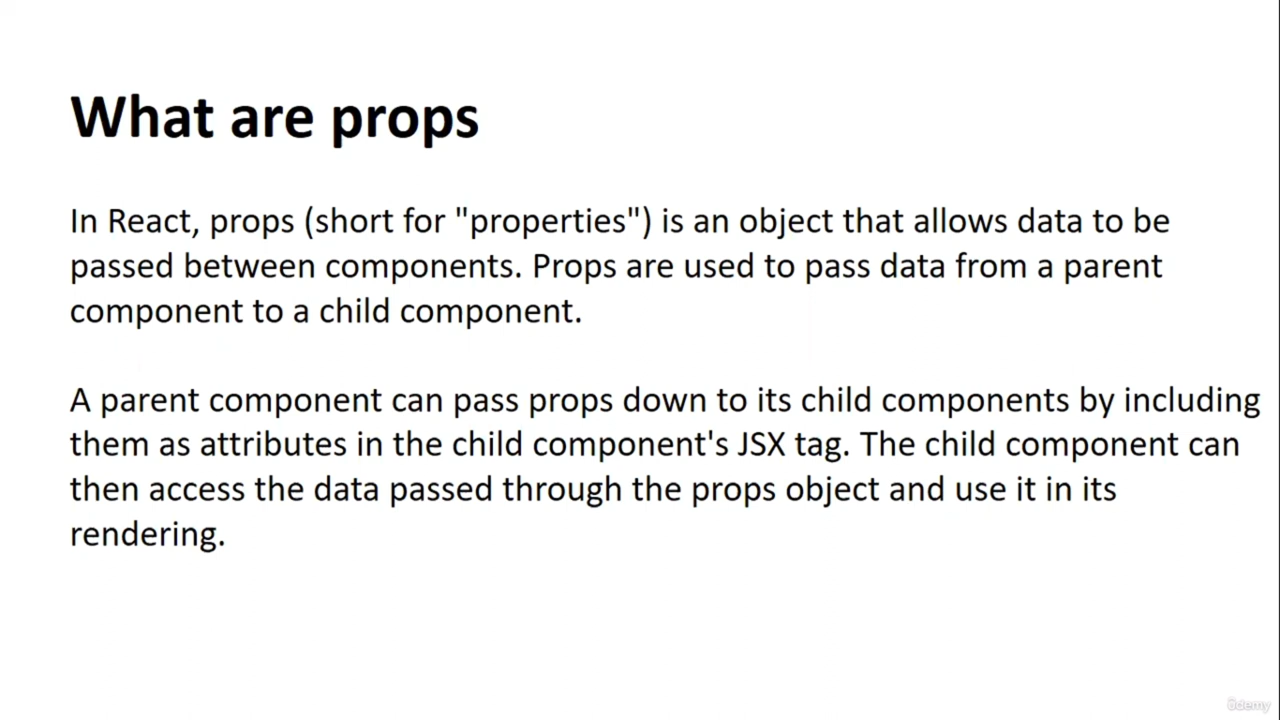 What are props
In React, props (short for "properties") is an object that allows data to be
passed between components. Props are used to pass data from a parent
component to a child component.
A parent component can pass props down to its child components by including
them as attributes in the child component's JSX tag. The child component can
then access the data passed through the props object and use it in its
rendering.
ûdemy